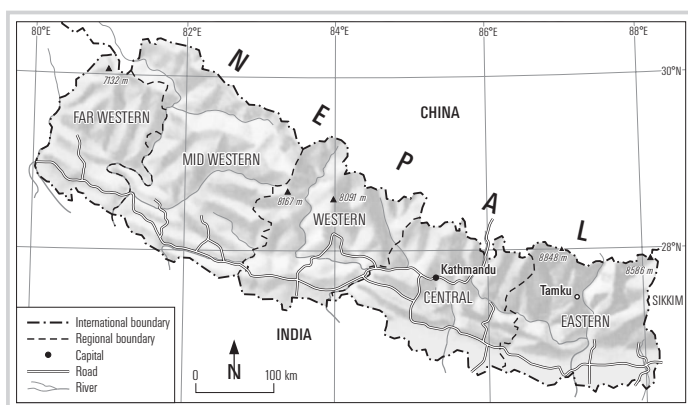 80°E 82°E 84°E 86°E 88°E
30°N
28°N
N E P A L
CHINA
INDIA
SIKKIM
FAR WESTERN
MID WESTERN
WESTERN
CENTRAL
EASTERN
7132 m
8167 m
8091 m
8848 m
8586 m
Kathmandu
Tamku
International boundary
Regional boundary
Capital
Road
River
N
0 100 km